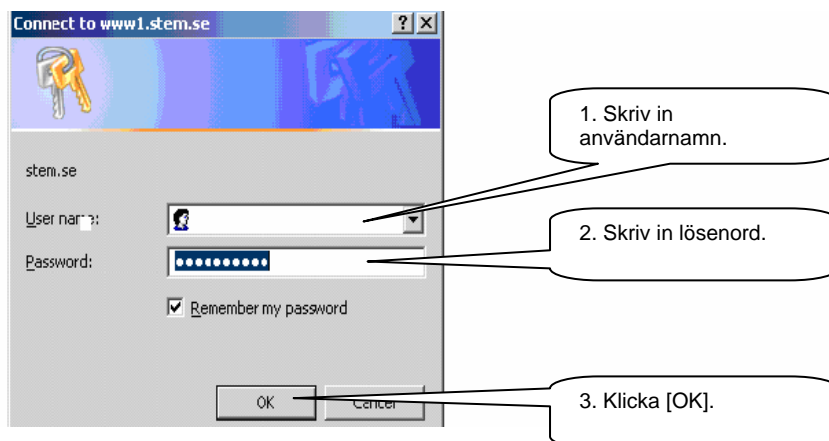 Connect to www1.stem.se
1. Skriv in
användarnamn.
stem.se
User name:
2. Skriv in lösenord.
Password:
Remember my password
OK
Cancel
3. Klicka [OK].